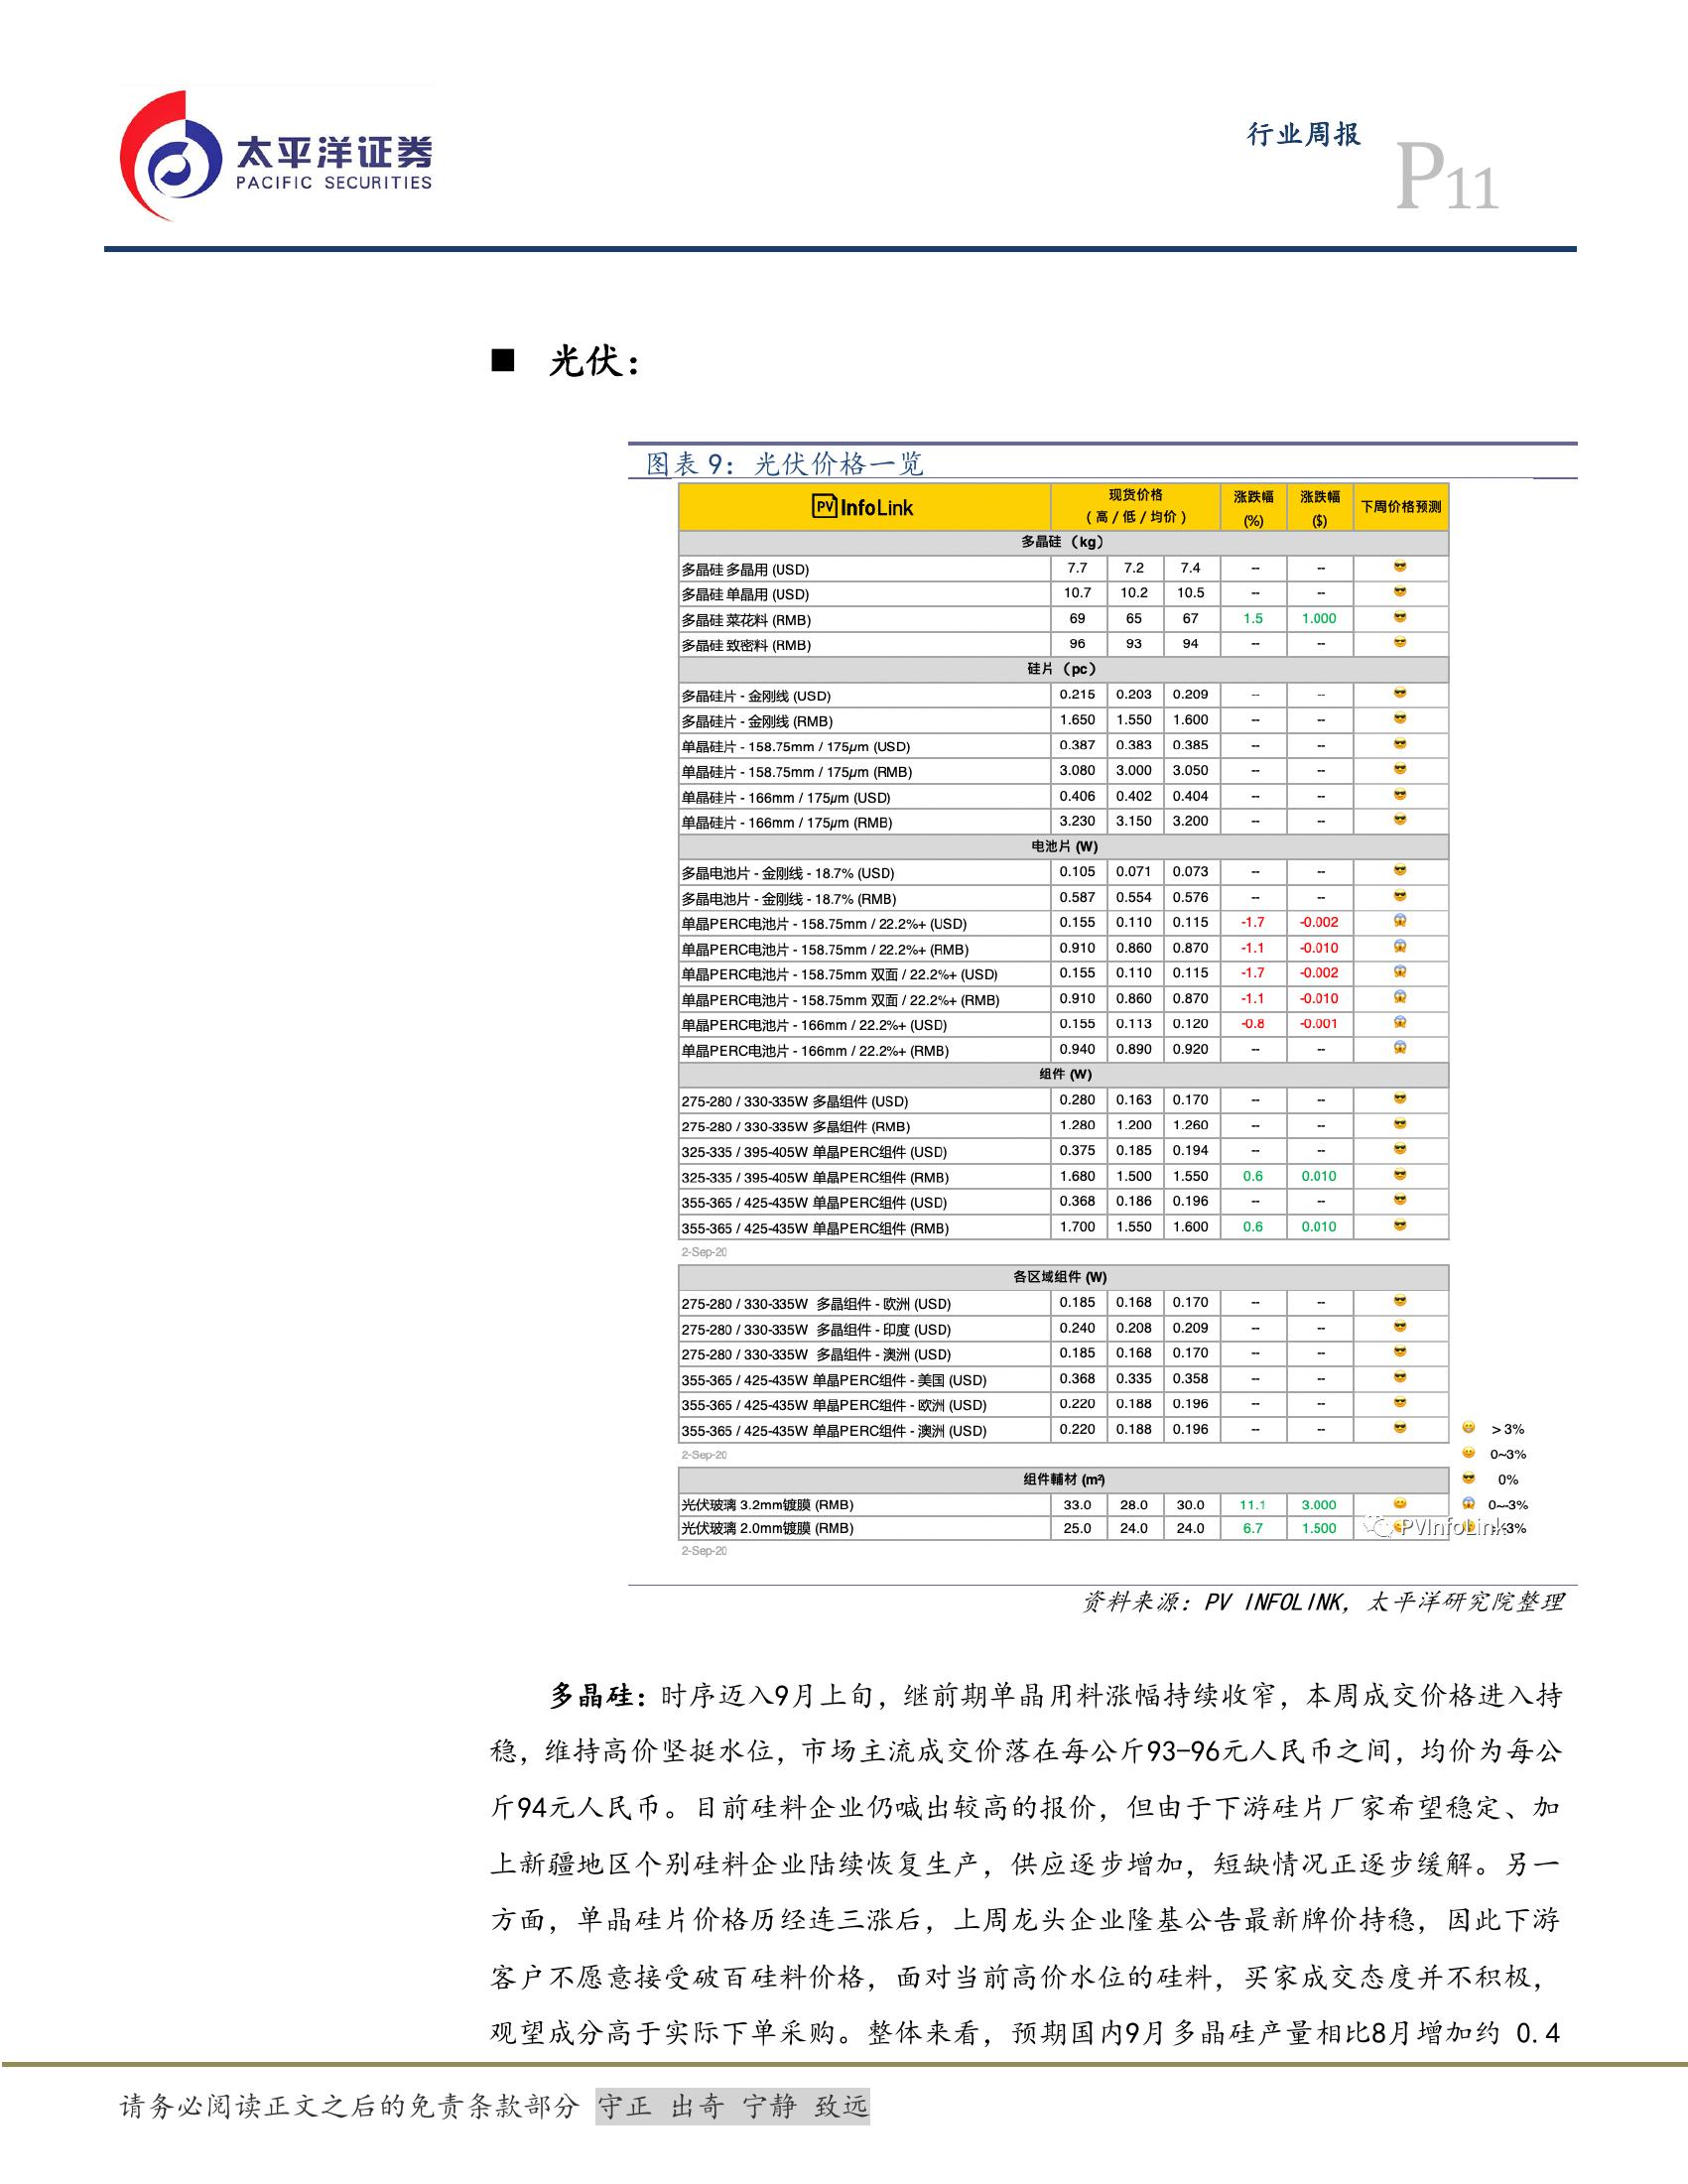 太平洋证券
PACIFIC SECURITIES
行业周报
P11
■ 光伏：
图表 9：光伏价格一览
PV InfoLink 现货价格 （高 / 低 / 均价） 涨跌幅 (%) 涨跌幅 ($) 下周价格预测
多晶硅 （kg）
多晶硅 多晶用 (USD) 7.7 7.2 7.4 -- --
多晶硅 单晶用 (USD) 10.7 10.2 10.5 -- --
多晶硅 菜花料 (RMB) 69 65 67 1.5 1.000
多晶硅 致密料 (RMB) 96 93 94 -- --
硅片 （pc）
多晶硅片 - 金刚线 (USD) 0.215 0.203 0.209 -- --
多晶硅片 - 金刚线 (RMB) 1.650 1.550 1.600 -- --
单晶硅片 - 158.75mm / 175μm (USD) 0.387 0.383 0.385 -- --
单晶硅片 - 158.75mm / 175μm (RMB) 3.080 3.000 3.050 -- --
单晶硅片 - 166mm / 175μm (USD) 0.406 0.402 0.404 -- --
单晶硅片 - 166mm / 175μm (RMB) 3.230 3.150 3.200 -- --
电池片 (W)
多晶电池片 - 金刚线 - 18.7% (USD) 0.105 0.071 0.073 -- --
多晶电池片 - 金刚线 - 18.7% (RMB) 0.587 0.554 0.576 -- --
单晶PERC电池片 - 158.75mm / 22.2%+ (USD) 0.155 0.110 0.115 -1.7 -0.002
单晶PERC电池片 - 158.75mm / 22.2%+ (RMB) 0.910 0.860 0.870 -1.1 -0.010
单晶PERC电池片 - 158.75mm 双面 / 22.2%+ (USD) 0.155 0.110 0.115 -1.7 -0.002
单晶PERC电池片 - 158.75mm 双面 / 22.2%+ (RMB) 0.910 0.860 0.870 -1.1 -0.010
单晶PERC电池片 - 166mm / 22.2%+ (USD) 0.155 0.113 0.120 -0.8 -0.001
单晶PERC电池片 - 166mm / 22.2%+ (RMB) 0.940 0.890 0.920 -- --
组件 (W)
275-280 / 330-335W 多晶组件 (USD) 0.280 0.163 0.170 -- --
275-280 / 330-335W 多晶组件 (RMB) 1.280 1.200 1.260 -- --
325-335 / 395-405W 单晶PERC组件 (USD) 0.375 0.185 0.194 -- --
325-335 / 395-405W 单晶PERC组件 (RMB) 1.680 1.500 1.550 0.6 0.010
355-365 / 425-435W 单晶PERC组件 (USD) 0.368 0.186 0.196 -- --
355-365 / 425-435W 单晶PERC组件 (RMB) 1.700 1.550 1.600 0.6 0.010
2-Sep-20
各区域组件 (W)
275-280 / 330-335W 多晶组件 - 欧洲 (USD) 0.185 0.168 0.170 -- --
275-280 / 330-335W 多晶组件 - 印度 (USD) 0.240 0.208 0.209 -- --
275-280 / 330-335W 多晶组件 - 澳洲 (USD) 0.185 0.168 0.170 -- --
355-365 / 425-435W 单晶PERC组件 - 美国 (USD) 0.368 0.335 0.358 -- --
355-365 / 425-435W 单晶PERC组件 - 欧洲 (USD) 0.220 0.188 0.196 -- --
355-365 / 425-435W 单晶PERC组件 - 澳洲 (USD) 0.220 0.188 0.196 -- --
2-Sep-20
组件輔材 (m²)
光伏玻璃 3.2mm镀膜 (RMB) 33.0 28.0 30.0 11.1 3.000
光伏玻璃 2.0mm镀膜 (RMB) 25.0 24.0 24.0 6.7 1.500
2-Sep-20
> 3%
0~3%
0%
0~-3%
PVInfoLink
资料来源：PV INFOLINK，太平洋研究院整理
多晶硅：时序迈入9月上旬，继前期单晶用料涨幅持续收窄，本周成交价格进入持
稳，维持高价坚挺水位，市场主流成交价落在每公斤93-96元人民币之间，均价为每公
斤94元人民币。目前硅料企业仍喊出较高的报价，但由于下游硅片厂家希望稳定、加
上新疆地区个别硅料企业陆续恢复生产，供应逐步增加，短缺情况正逐步缓解。另一
方面，单晶硅片价格历经连三涨后，上周龙头企业隆基公告最新牌价持稳，因此下游
客户不愿意接受破百硅料价格，面对当前高价水位的硅料，买家成交态度并不积极，
观望成分高于实际下单采购。整体来看，预期国内9月多晶硅产量相比8月增加约 0.4
请务必阅读正文之后的免责条款部分 守正 出奇 宁静 致远